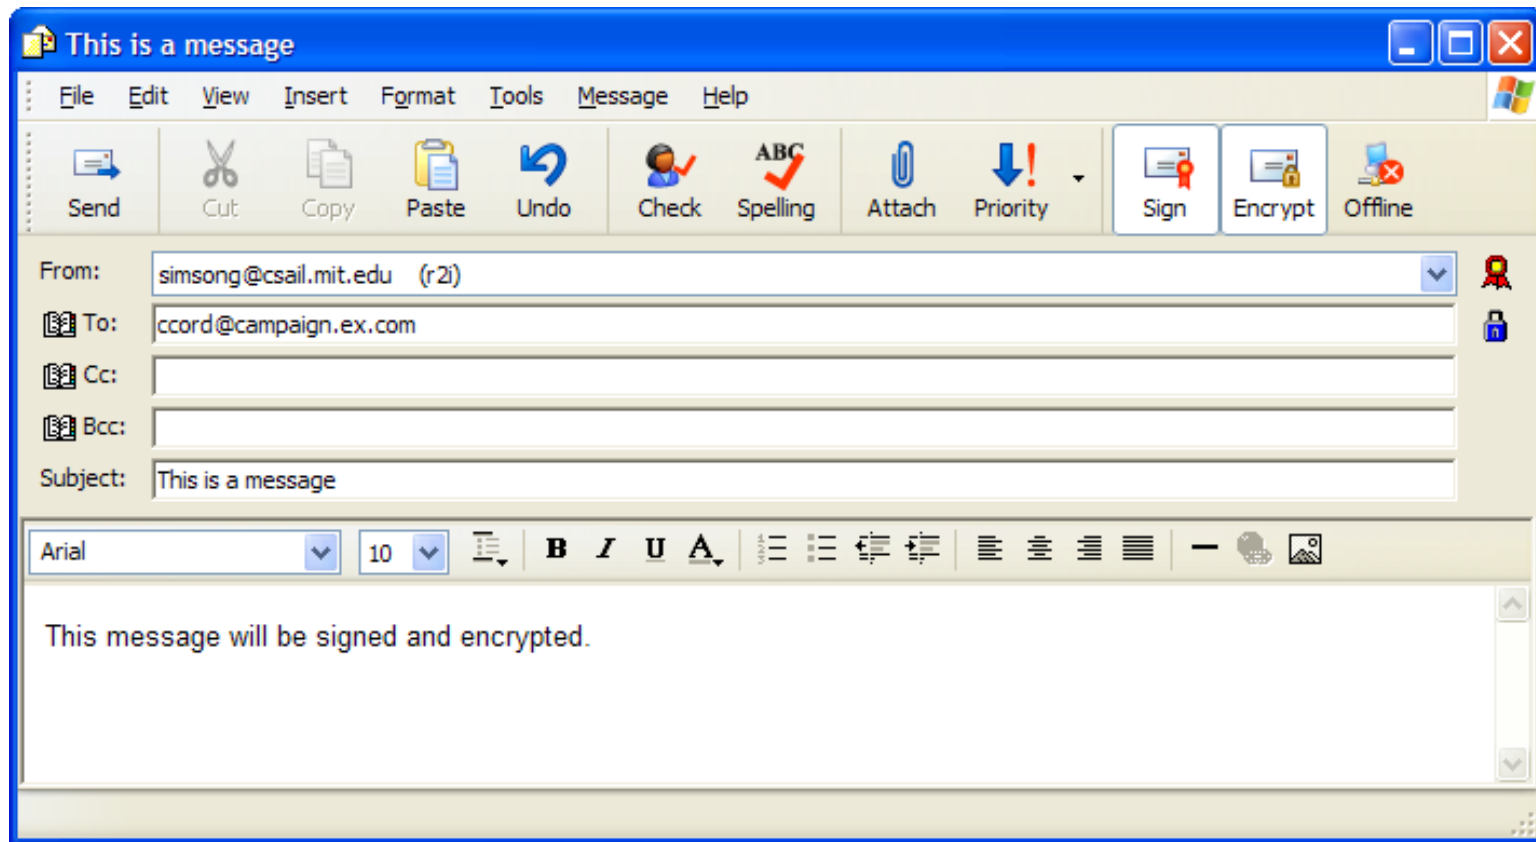 This is a message
File Edit View Insert Format Tools Message Help
ABC
Send Cut Copy Paste Undo Check Spelling Attach Priority Sign Encrypt Offline
From: simsong@csail.mit.edu (r2i)
To: ccord@campaign.ex.com
Cc:
Bcc:
Subject: This is a message
Arial 10 B I U A
This message will be signed and encrypted.